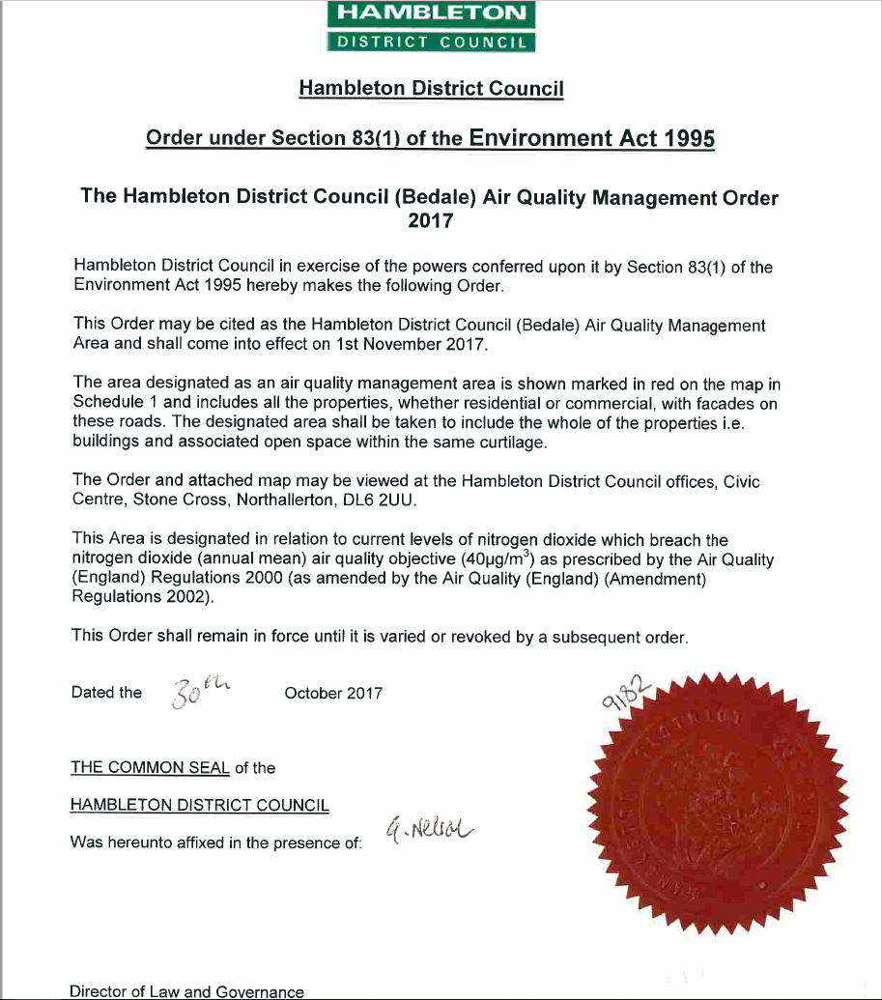 HAMBLETON
DISTRICT COUNCIL
Hambleton District Council
Order under Section 83(1) of the Environment Act 1995
The Hambleton District Council (Bedale) Air Quality Management Order
2017
Hambleton District Council in exercise of the powers conferred upon it by Section 83(1) of the
Environment Act 1995 hereby makes the following Order.
This Order may be cited as the Hambleton District Council (Bedale) Air Quality Management
Area and shall come into effect on 1st November 2017.
The area designated as an air quality management area is shown marked in red on the map in
Schedule 1 and includes all the properties, whether residential or commercial, with facades on
these roads. The designated area shall be taken to include the whole of the properties i.e.
buildings and associated open space within the same curtilage.
The Order and attached map may be viewed at the Hambleton District Council offices, Civic
Centre, Stone Cross, Northallerton, DL6 2UU.
This Area is designated in relation to current levels of nitrogen dioxide which breach the
nitrogen dioxide (annual mean) air quality objective (40µg/m³) as prescribed by the Air Quality
(England) Regulations 2000 (as amended by the Air Quality (England) (Amendment)
Regulations 2002).
This Order shall remain in force until it is varied or revoked by a subsequent order.
Dated the 30th October 2017
9182
THE COMMON SEAL of the
HAMBLETON DISTRICT COUNCIL
Was hereunto affixed in the presence of: G. Nelson
DISTRICT
HAMBLETON
Director of Law and Governance